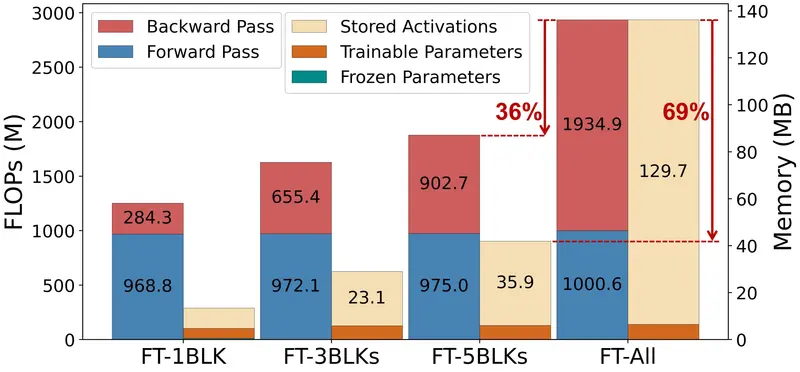 3000
2500
2000
1500
1000
500
0
FLOPs (M)
Backward Pass
Forward Pass
Stored Activations
Trainable Parameters
Frozen Parameters
36%
69%
284.3
968.8
655.4
972.1
23.1
902.7
975.0
35.9
1934.9
1000.6
129.7
140
120
100
80
60
40
20
0
Memory (MB)
FT-1BLK
FT-3BLKs
FT-5BLKs
FT-All